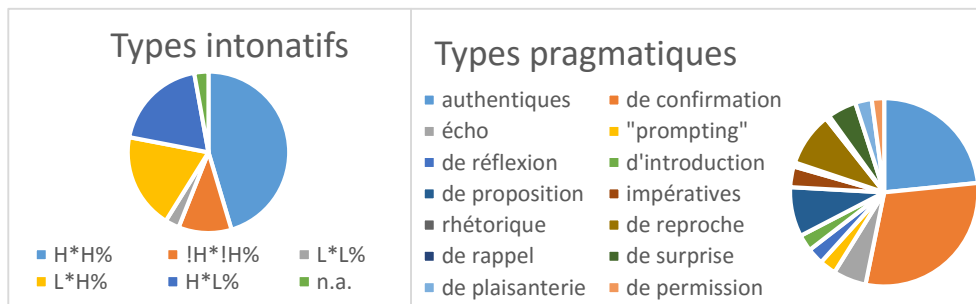 Types intonatifs
H*H% !H*!H% L*L%
L*H% H*L% n.a.
Types pragmatiques
authentiques de confirmation
écho "prompting"
de réflexion d'introduction
de proposition impératives
rhétorique de reproche
de rappel de surprise
de plaisanterie de permission